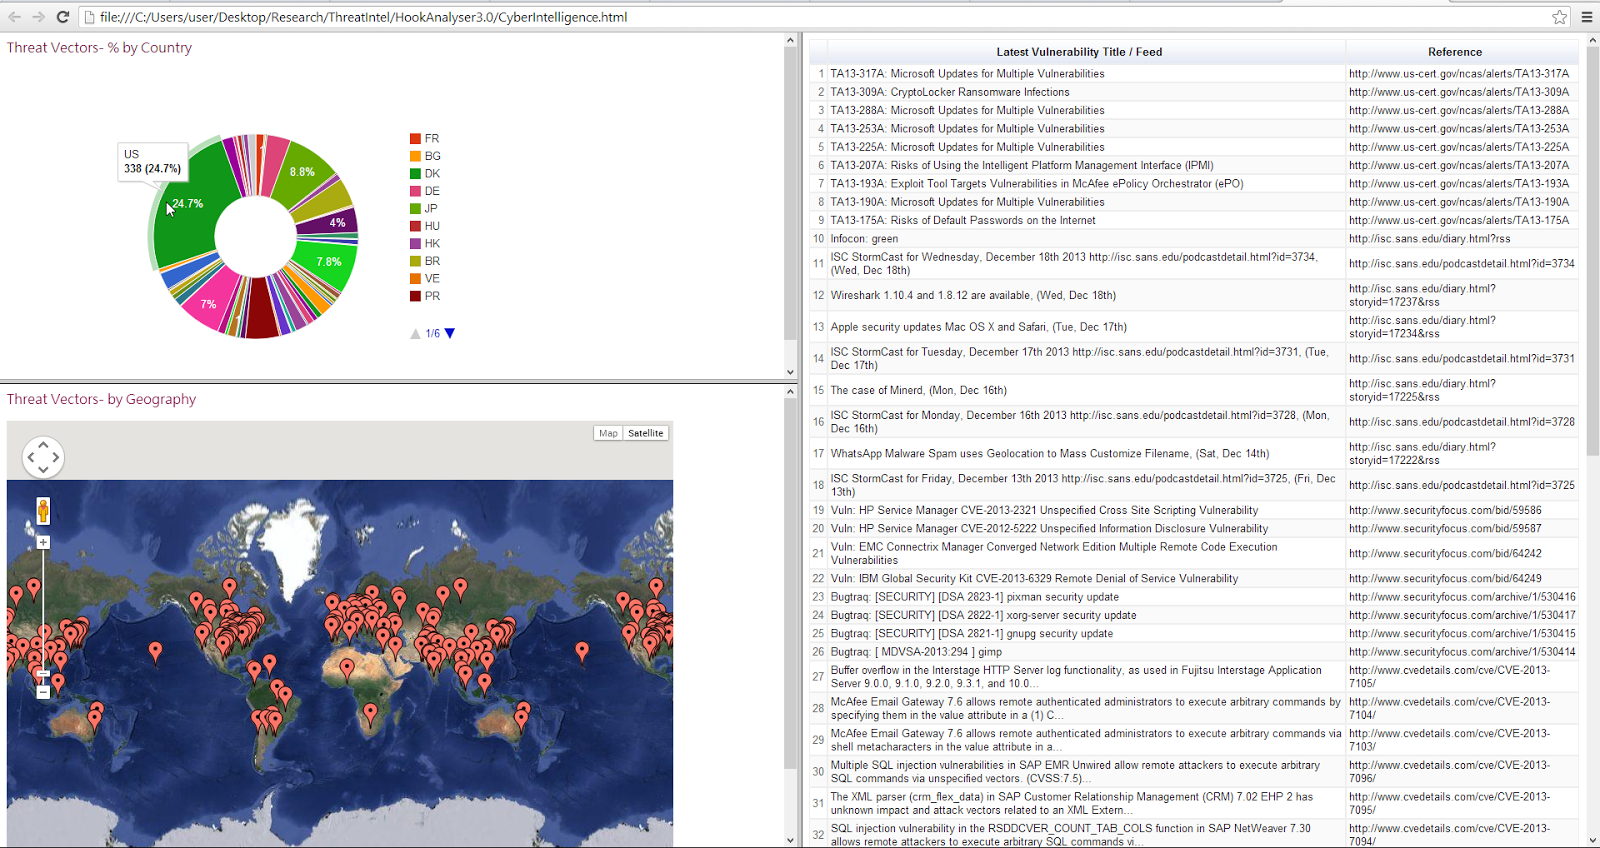 file:///C:/Users/user/Desktop/Research/ThreatIntel/HookAnalyser3.0/CyberIntelligence.html
Threat Vectors- % by Country
US
338 (24.7%)
24.7%
8.8%
4%
7.8%
7%
FR
BG
DK
DE
JP
HU
HK
BR
VE
PR
1/6
Threat Vectors- by Geography
Map Satellite
Latest Vulnerability Title / Feed Reference
1 TA13-317A: Microsoft Updates for Multiple Vulnerabilities http://www.us-cert.gov/ncas/alerts/TA13-317A
2 TA13-309A: CryptoLocker Ransomware Infections http://www.us-cert.gov/ncas/alerts/TA13-309A
3 TA13-288A: Microsoft Updates for Multiple Vulnerabilities http://www.us-cert.gov/ncas/alerts/TA13-288A
4 TA13-253A: Microsoft Updates for Multiple Vulnerabilities http://www.us-cert.gov/ncas/alerts/TA13-253A
5 TA13-225A: Microsoft Updates for Multiple Vulnerabilities http://www.us-cert.gov/ncas/alerts/TA13-225A
6 TA13-207A: Risks of Using the Intelligent Platform Management Interface (IPMI) http://www.us-cert.gov/ncas/alerts/TA13-207A
7 TA13-193A: Exploit Tool Targets Vulnerabilities in McAfee ePolicy Orchestrator (ePO) http://www.us-cert.gov/ncas/alerts/TA13-193A
8 TA13-190A: Microsoft Updates for Multiple Vulnerabilities http://www.us-cert.gov/ncas/alerts/TA13-190A
9 TA13-175A: Risks of Default Passwords on the Internet http://www.us-cert.gov/ncas/alerts/TA13-175A
10 Infocon: green http://isc.sans.edu/diary.html?rss
11 ISC StormCast for Wednesday, December 18th 2013 http://isc.sans.edu/podcastdetail.html?id=3734, http://isc.sans.edu/podcastdetail.html?id=3734
(Wed, Dec 18th)
12 Wireshark 1.10.4 and 1.8.12 are available, (Wed, Dec 18th) http://isc.sans.edu/diary.html?
storyid=17237&rss
13 Apple security updates Mac OS X and Safari, (Tue, Dec 17th) http://isc.sans.edu/diary.html?
storyid=17234&rss
14 ISC StormCast for Tuesday, December 17th 2013 http://isc.sans.edu/podcastdetail.html?id=3731, (Tue, http://isc.sans.edu/podcastdetail.html?id=3731
Dec 17th)
15 The case of Minerd, (Mon, Dec 16th) http://isc.sans.edu/diary.html?
storyid=17225&rss
16 ISC StormCast for Monday, December 16th 2013 http://isc.sans.edu/podcastdetail.html?id=3728, (Mon, http://isc.sans.edu/podcastdetail.html?id=3728
Dec 16th)
17 WhatsApp Malware Spam uses Geolocation to Mass Customize Filename, (Sat, Dec 14th) http://isc.sans.edu/diary.html?
storyid=17222&rss
18 ISC StormCast for Friday, December 13th 2013 http://isc.sans.edu/podcastdetail.html?id=3725, (Fri, Dec http://isc.sans.edu/podcastdetail.html?id=3725
13th)
19 Vuln: HP Service Manager CVE-2013-2321 Unspecified Cross Site Scripting Vulnerability http://www.securityfocus.com/bid/59586
20 Vuln: HP Service Manager CVE-2012-5222 Unspecified Information Disclosure Vulnerability http://www.securityfocus.com/bid/59587
21 Vuln: EMC Connectrix Manager Converged Network Edition Multiple Remote Code Execution http://www.securityfocus.com/bid/64242
Vulnerabilities
22 Vuln: IBM Global Security Kit CVE-2013-6329 Remote Denial of Service Vulnerability http://www.securityfocus.com/bid/64249
23 Bugtraq: [SECURITY] [DSA 2823-1] pixman security update http://www.securityfocus.com/archive/1/530416
24 Bugtraq: [SECURITY] [DSA 2822-1] xorg-server security update http://www.securityfocus.com/archive/1/530417
25 Bugtraq: [SECURITY] [DSA 2821-1] gnupg security update http://www.securityfocus.com/archive/1/530415
26 Bugtraq: [ MDVSA-2013:294 ] gimp http://www.securityfocus.com/archive/1/530414
27 Buffer overflow in the Interstage HTTP Server log functionality, as used in Fujitsu Interstage Application http://www.cvedetails.com/cve/CVE-2013-
Server 9.0.0, 9.1.0, 9.2.0, 9.3.1, and 10.0... 7105/
28 McAfee Email Gateway 7.6 allows remote authenticated administrators to execute arbitrary commands by http://www.cvedetails.com/cve/CVE-2013-
specifying them in the value attribute in a (1) C... 7104/
29 McAfee Email Gateway 7.6 allows remote authenticated administrators to execute arbitrary commands via http://www.cvedetails.com/cve/CVE-2013-
shell metacharacters in the value attribute in a... 7103/
30 Multiple SQL injection vulnerabilities in SAP EMR Unwired allow remote attackers to execute arbitrary http://www.cvedetails.com/cve/CVE-2013-
SQL commands via unspecified vectors. (CVSS:7.5)... 7096/
31 The XML parser (crm_flex_data) in SAP Customer Relationship Management (CRM) 7.02 EHP 2 has http://www.cvedetails.com/cve/CVE-2013-
unknown impact and attack vectors related to an XML Extern... 7095/
32 SQL injection vulnerability in the RSDDCVER_COUNT_TAB_COLS function in SAP NetWeaver 7.30 http://www.cvedetails.com/cve/CVE-2013-
allows remote attackers to execute arbitrary SQL commands vi... 7094/